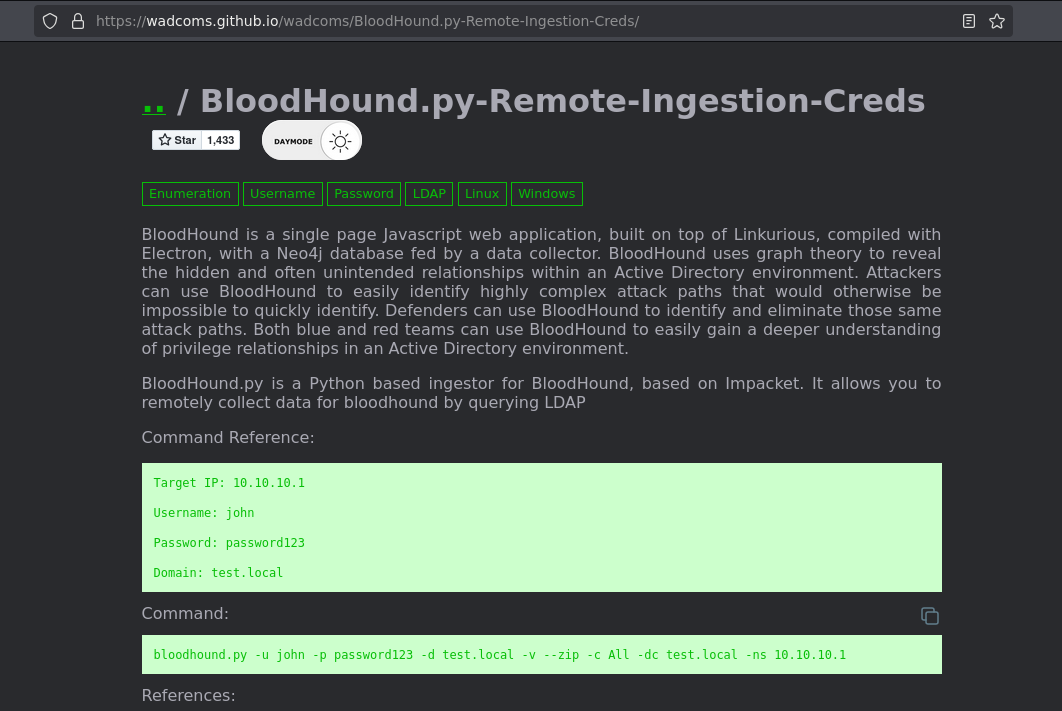 https://wadcoms.github.io/wadcoms/BloodHound.py-Remote-Ingestion-Creds/
.. / BloodHound.py-Remote-Ingestion-Creds
Star 1,433 DAYMODE
Enumeration Username Password LDAP Linux Windows
BloodHound is a single page Javascript web application, built on top of Linkurious, compiled with
Electron, with a Neo4j database fed by a data collector. BloodHound uses graph theory to reveal
the hidden and often unintended relationships within an Active Directory environment. Attackers
can use BloodHound to easily identify highly complex attack paths that would otherwise be
impossible to quickly identify. Defenders can use BloodHound to identify and eliminate those same
attack paths. Both blue and red teams can use BloodHound to easily gain a deeper understanding
of privilege relationships in an Active Directory environment.
BloodHound.py is a Python based ingestor for BloodHound, based on Impacket. It allows you to
remotely collect data for bloodhound by querying LDAP
Command Reference:
Target IP: 10.10.10.1
Username: john
Password: password123
Domain: test.local
Command:
bloodhound.py -u john -p password123 -d test.local -v --zip -c All -dc test.local -ns 10.10.10.1
References: